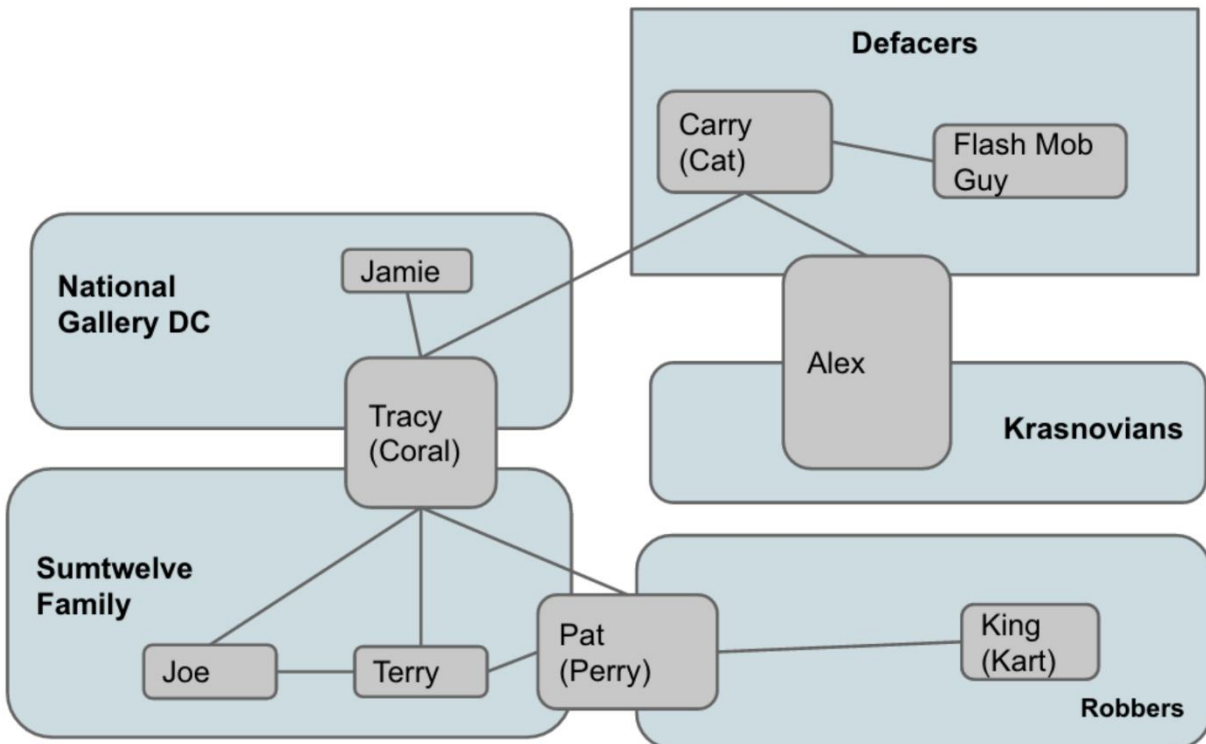 Defacers
Carry
(Cat)
Flash Mob
Guy
National
Gallery DC
Jamie
Tracy
(Coral)
Alex
Krasnovians
Sumtwelve
Family
Joe
Terry
Pat
(Perry)
King
(Kart)
Robbers